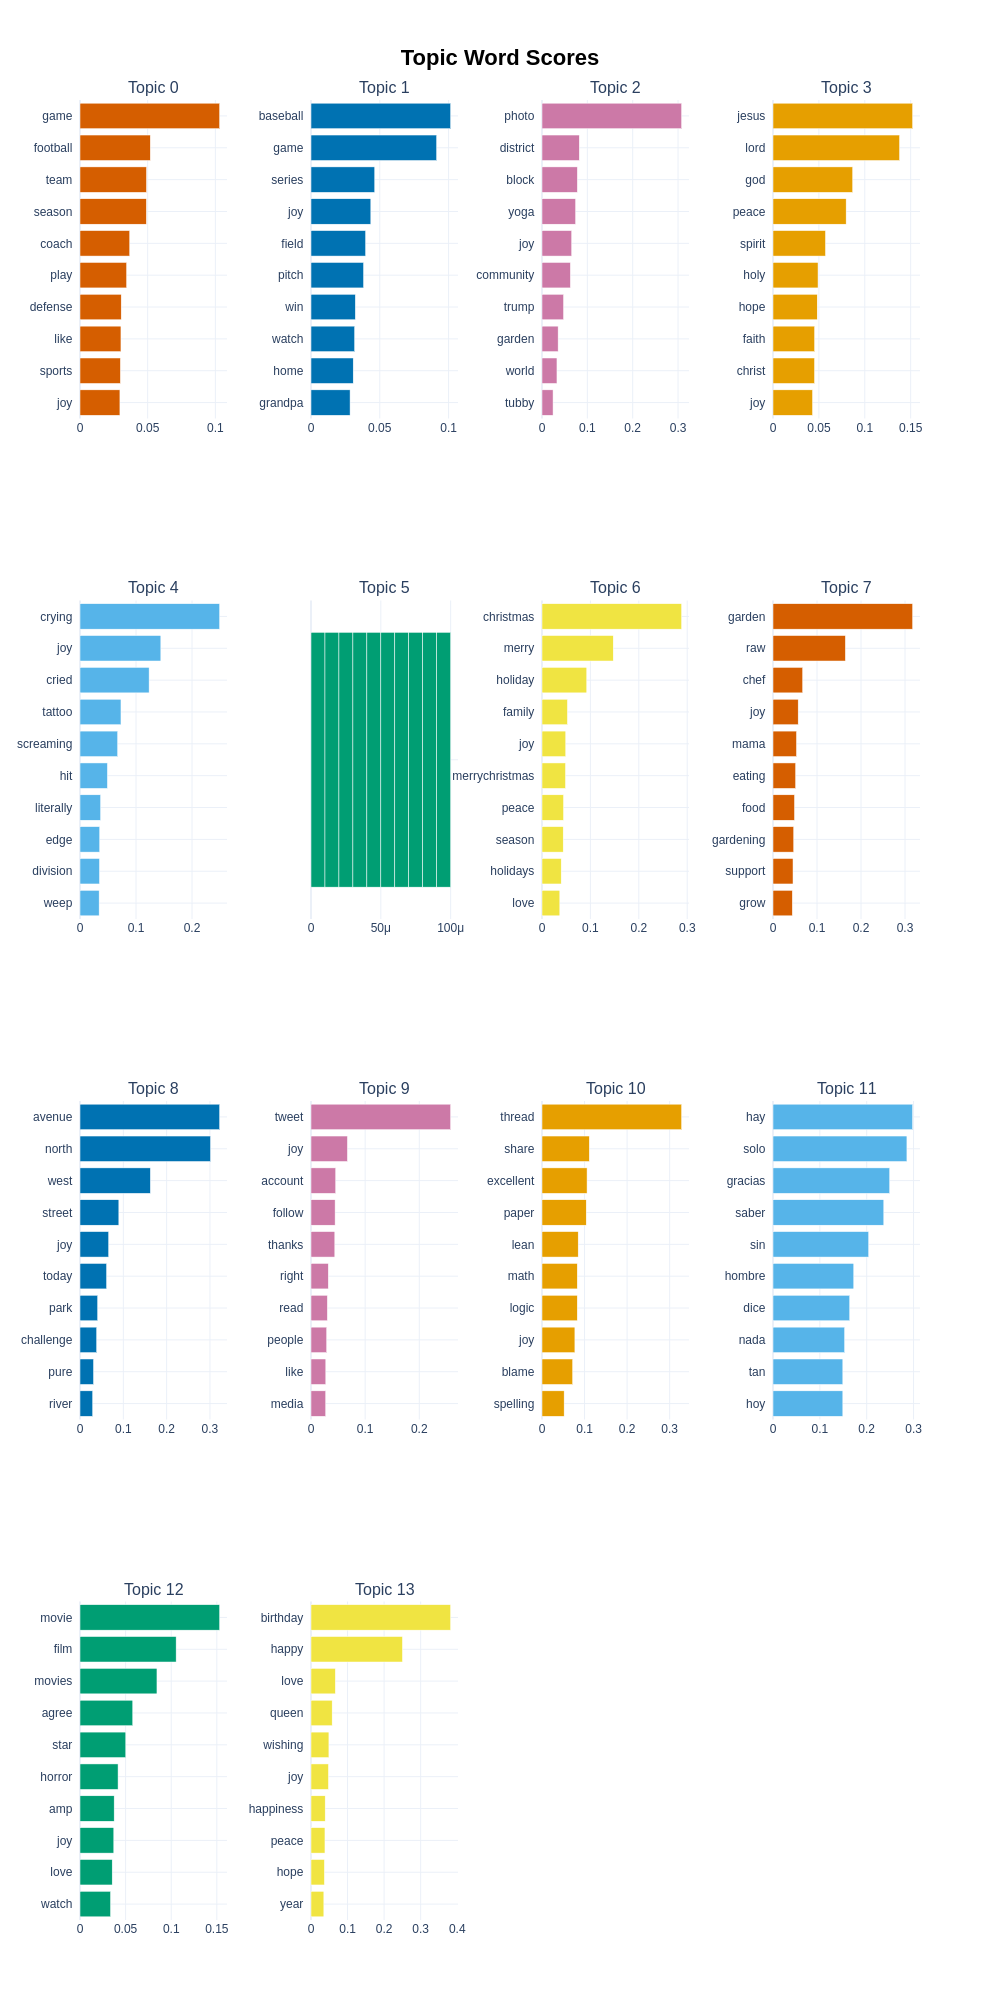 Topic Word Scores
Topic 0
game
football
team
season
coach
play
defense
like
sports
joy
0 0.05 0.1
Topic 1
baseball
game
series
joy
field
pitch
win
watch
home
grandpa
0 0.05 0.1
Topic 2
photo
district
block
yoga
joy
community
trump
garden
world
tubby
0 0.1 0.2 0.3
Topic 3
jesus
lord
god
peace
spirit
holy
hope
faith
christ
joy
0 0.05 0.1 0.15
Topic 4
crying
joy
cried
tattoo
screaming
hit
literally
edge
division
weep
0 0.1 0.2
Topic 5
0 50μ 100μ
Topic 6
christmas
merry
holiday
family
joy
merrychristmas
peace
season
holidays
love
0 0.1 0.2 0.3
Topic 7
garden
raw
chef
joy
mama
eating
food
gardening
support
grow
0 0.1 0.2 0.3
Topic 8
avenue
north
west
street
joy
today
park
challenge
pure
river
0 0.1 0.2 0.3
Topic 9
tweet
joy
account
follow
thanks
right
read
people
like
media
0 0.1 0.2
Topic 10
thread
share
excellent
paper
lean
math
logic
joy
blame
spelling
0 0.1 0.2 0.3
Topic 11
hay
solo
gracias
saber
sin
hombre
dice
nada
tan
hoy
0 0.1 0.2 0.3
Topic 12
movie
film
movies
agree
star
horror
amp
joy
love
watch
0 0.05 0.1 0.15
Topic 13
birthday
happy
love
queen
wishing
joy
happiness
peace
hope
year
0 0.1 0.2 0.3 0.4